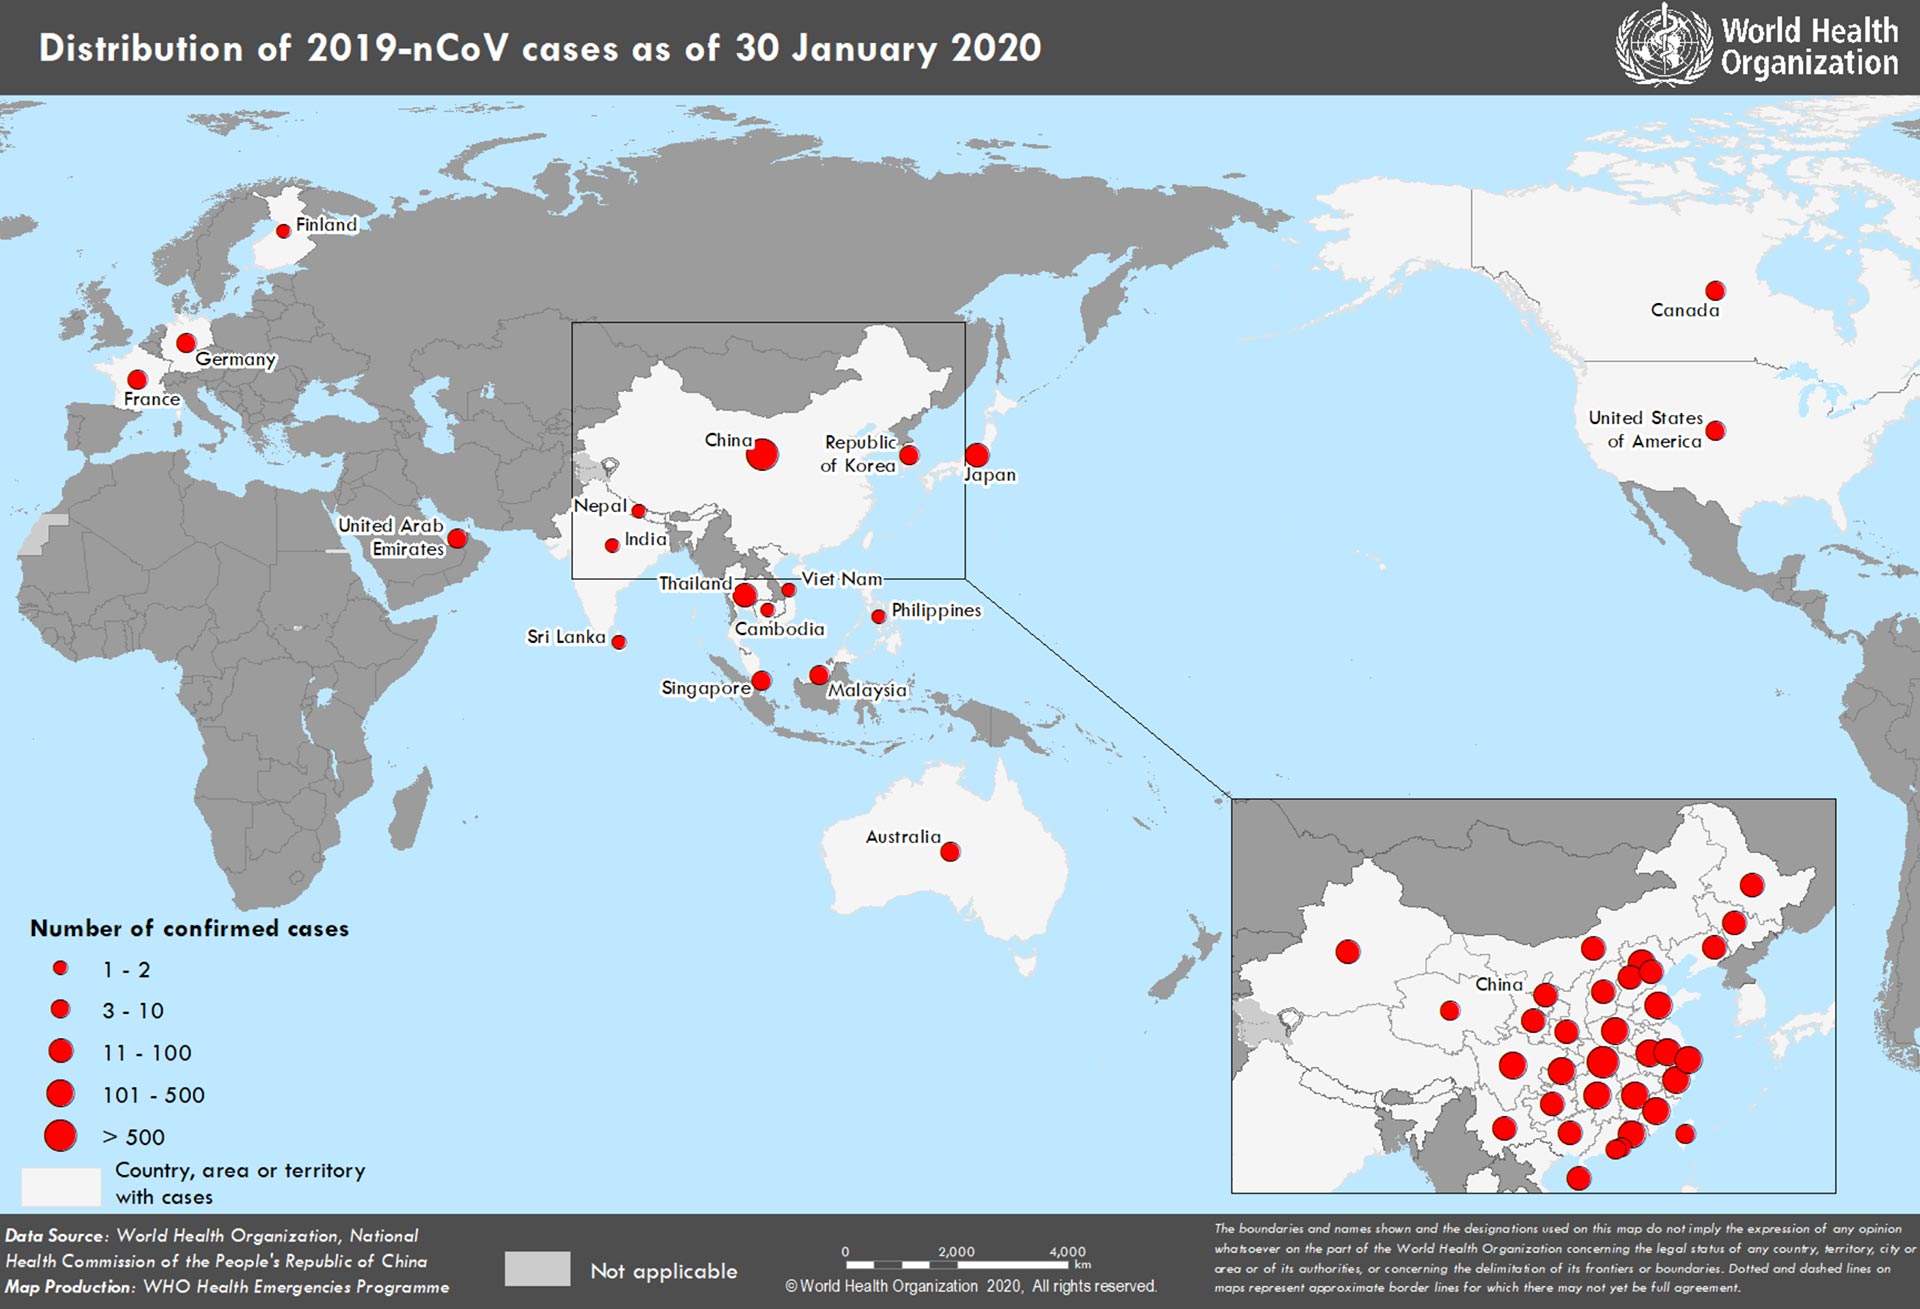 Distribution of 2019-nCoV cases as of 30 January 2020
World Health
Organization
Finland
Germany
France
Canada
United States
of America
China
Republic
of Korea
Japan
Nepal
India
United Arab
Emirates
Thailand
Viet Nam
Cambodia
Philippines
Sri Lanka
Singapore
Malaysia
Australia
China
Number of confirmed cases
1 - 2
3 - 10
11 - 100
101 - 500
> 500
Country, area or territory
with cases
Data Source: World Health Organization, National
Health Commission of the People's Republic of China
Map Production: WHO Health Emergencies Programme
Not applicable
0 2,000 4,000
km
© World Health Organization 2020, All rights reserved.
The boundaries and names shown and the designations used on this map do not imply the expression of any opinion
whatsoever on the part of the World Health Organization concerning the legal status of any country, territory, city or
area or of its authorities, or concerning the delimitation of its frontiers or boundaries. Dotted and dashed lines on
maps represent approximate border lines for which there may not yet be full agreement.